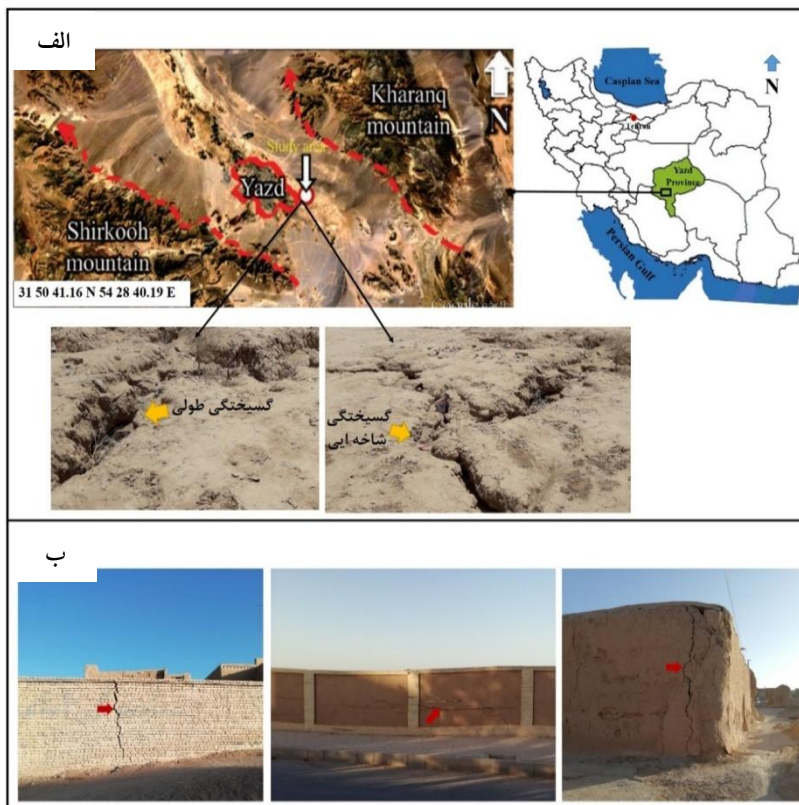 الف
Kharanq
mountain
N
Study area
Yazd
Shirkooh
mountain
31 50 41.16 N 54 28 40.19 E
Caspian Sea
N
Tehran
Yazd
Province
Persian Gulf
گسیختگی طولی
گسیختگی
شاخه ایی
ب